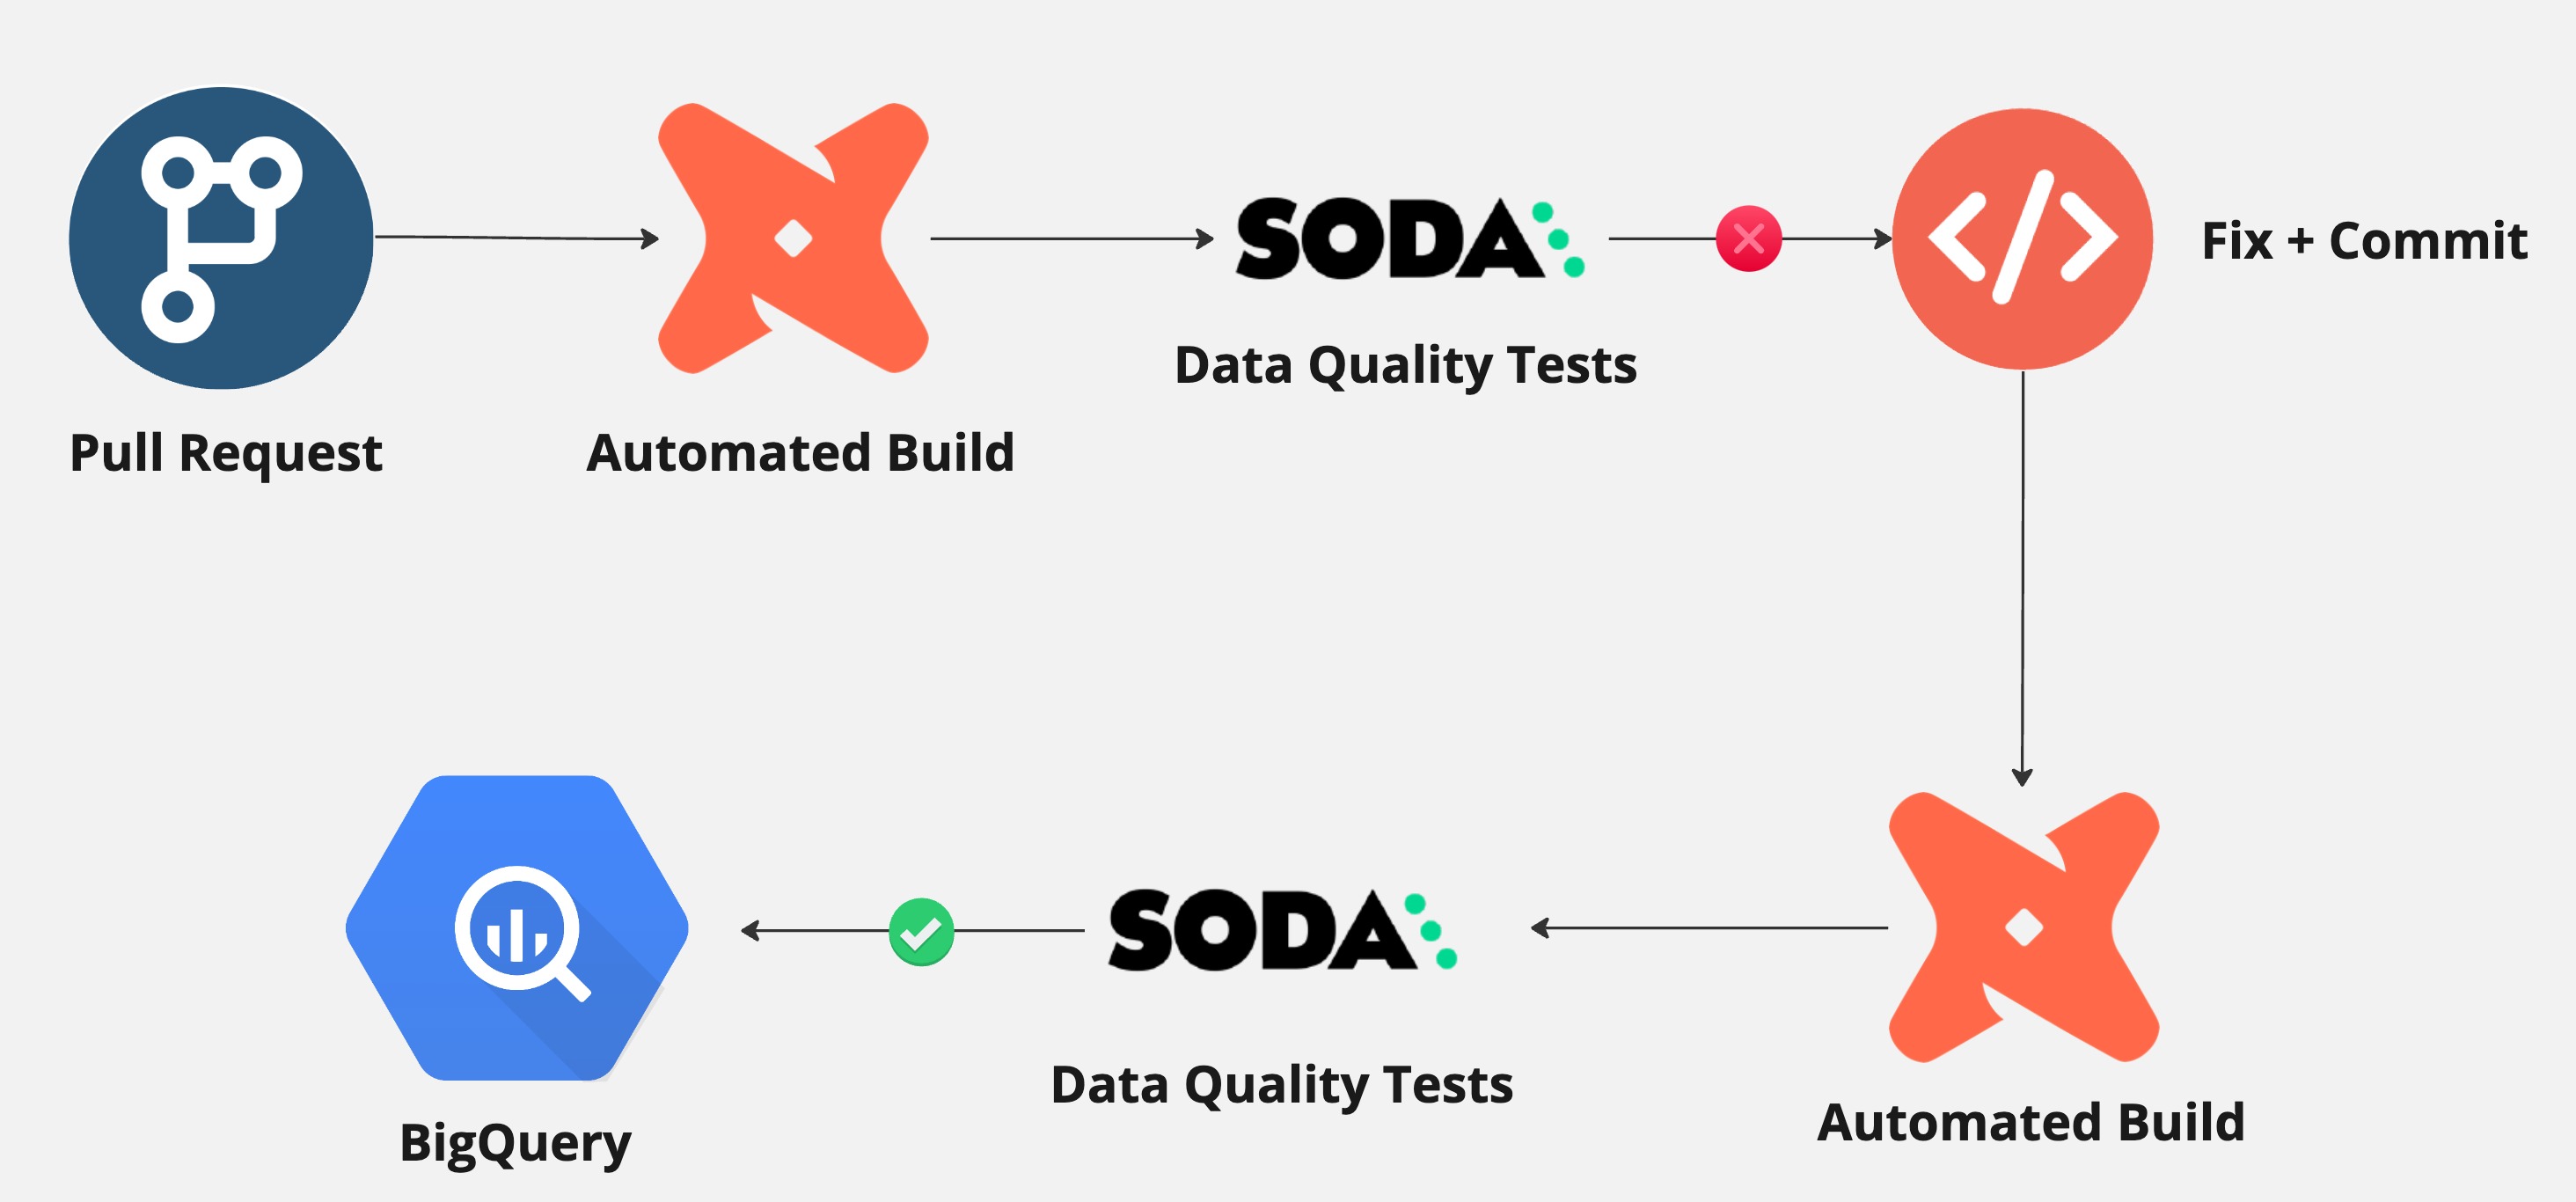 SODA
Fix + Commit
Data Quality Tests
Pull Request
Automated Build
SODA
Data Quality Tests
Automated Build
BigQuery